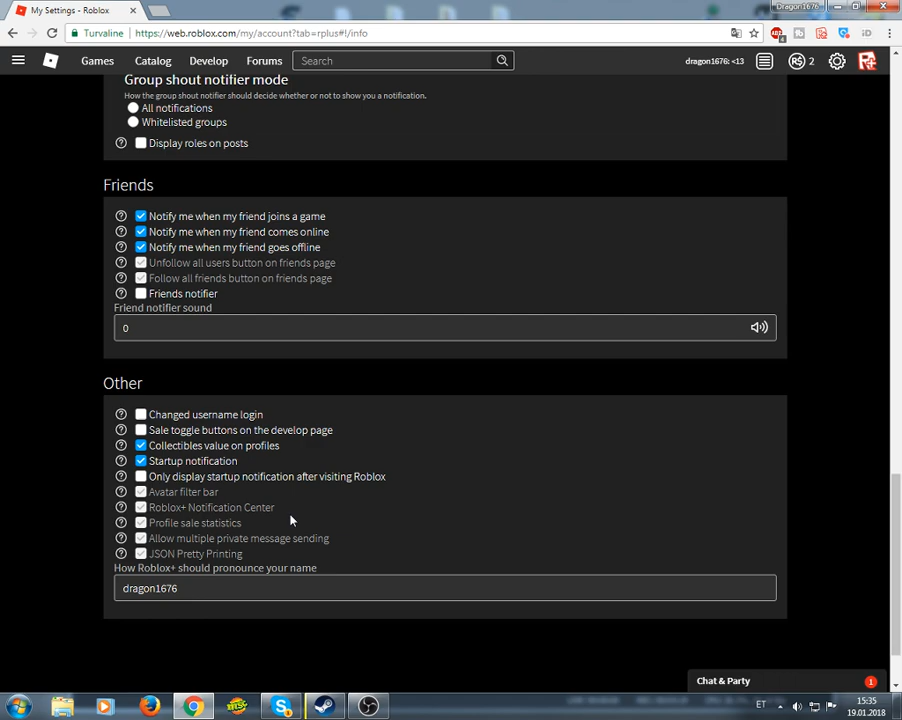 My Settings - Roblox
Dragon1676
Turvaline
https://web.roblox.com/my/account?tab=rplus#!/info
Games
Catalog
Develop
Forums
Search
dragon1676: <13
R$ 2
Group shout notifier mode
How the group shout notifier should decide whether or not to show you a notification.
All notifications
Whitelisted groups
Display roles on posts
Friends
Notify me when my friend joins a game
Notify me when my friend comes online
Notify me when my friend goes offline
Unfollow all users button on friends page
Follow all friends button on friends page
Friends notifier
Friend notifier sound
0
Other
Changed username login
Sale toggle buttons on the develop page
Collectibles value on profiles
Startup notification
Only display startup notification after visiting Roblox
Avatar filter bar
Roblox+ Notification Center
Profile sale statistics
Allow multiple private message sending
JSON Pretty Printing
How Roblox+ should pronounce your name
dragon1676
Chat & Party
1
ET
15:35
19.01.2018